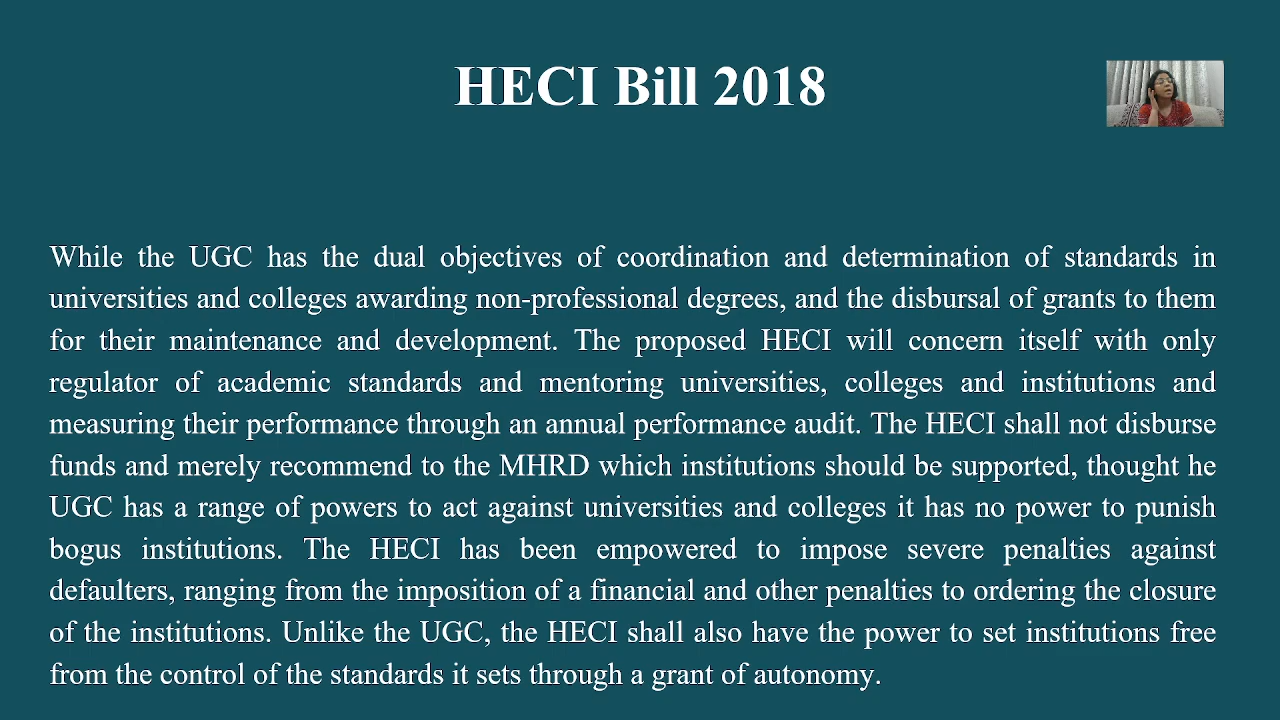 HECI Bill 2018
While the UGC has the dual objectives of coordination and determination of standards in
universities and colleges awarding non-professional degrees, and the disbursal of grants to them
for their maintenance and development. The proposed HECI will concern itself with only
regulator of academic standards and mentoring universities, colleges and institutions and
measuring their performance through an annual performance audit. The HECI shall not disburse
funds and merely recommend to the MHRD which institutions should be supported, thought he
UGC has a range of powers to act against universities and colleges it has no power to punish
bogus institutions. The HECI has been empowered to impose severe penalties against
defaulters, ranging from the imposition of a financial and other penalties to ordering the closure
of the institutions. Unlike the UGC, the HECI shall also have the power to set institutions free
from the control of the standards it sets through a grant of autonomy.